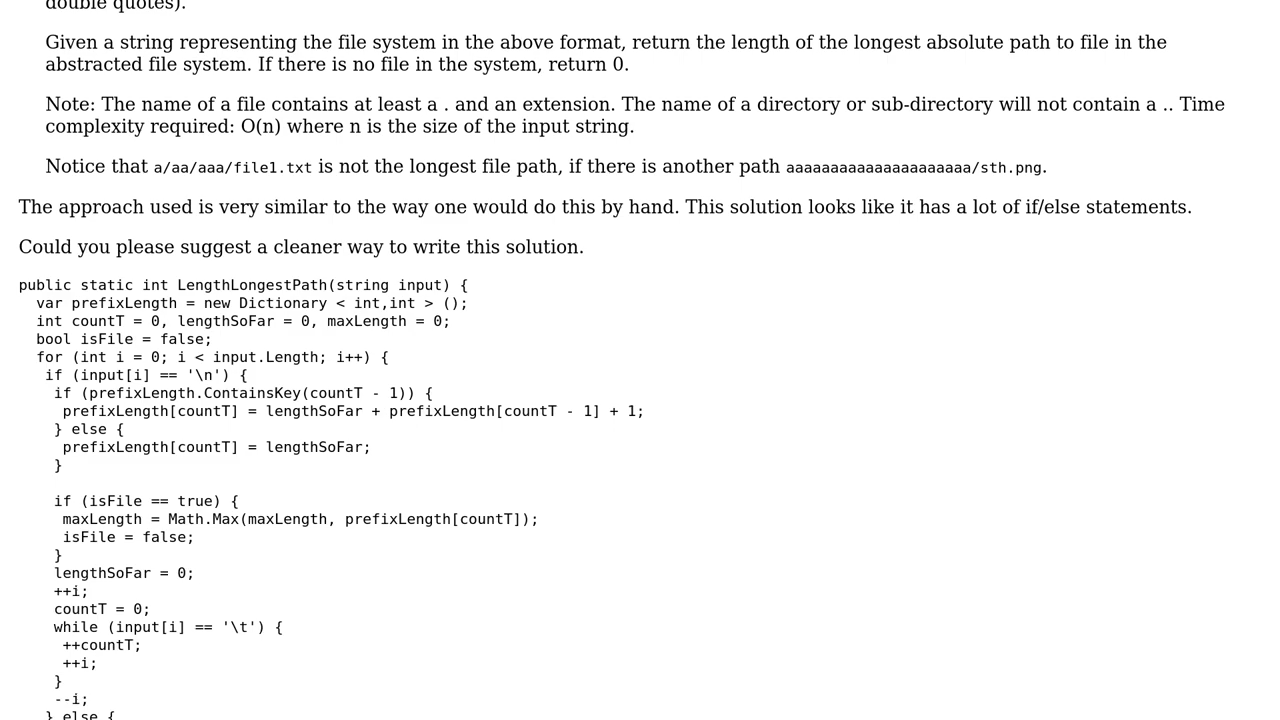 double quotes).
Given a string representing the file system in the above format, return the length of the longest absolute path to file in the
abstracted file system. If there is no file in the system, return 0.
Note: The name of a file contains at least a . and an extension. The name of a directory or sub-directory will not contain a .. Time
complexity required: O(n) where n is the size of the input string.
Notice that a/aa/aaa/file1.txt is not the longest file path, if there is another path aaaaaaaaaaaaaaaaaaaaa/sth.png.
The approach used is very similar to the way one would do this by hand. This solution looks like it has a lot of if/else statements.
Could you please suggest a cleaner way to write this solution.
public static int LengthLongestPath(string input) {
  var prefixLength = new Dictionary < int,int > ();
  int countT = 0, lengthSoFar = 0, maxLength = 0;
  bool isFile = false;
  for (int i = 0; i < input.Length; i++) {
   if (input[i] == '\n') {
    if (prefixLength.ContainsKey(countT - 1)) {
     prefixLength[countT] = lengthSoFar + prefixLength[countT - 1] + 1;
    } else {
     prefixLength[countT] = lengthSoFar;
    }
    if (isFile == true) {
     maxLength = Math.Max(maxLength, prefixLength[countT]);
     isFile = false;
    }
    lengthSoFar = 0;
    ++i;
    countT = 0;
    while (input[i] == '\t') {
     ++countT;
     ++i;
    }
    --i;
   } else {